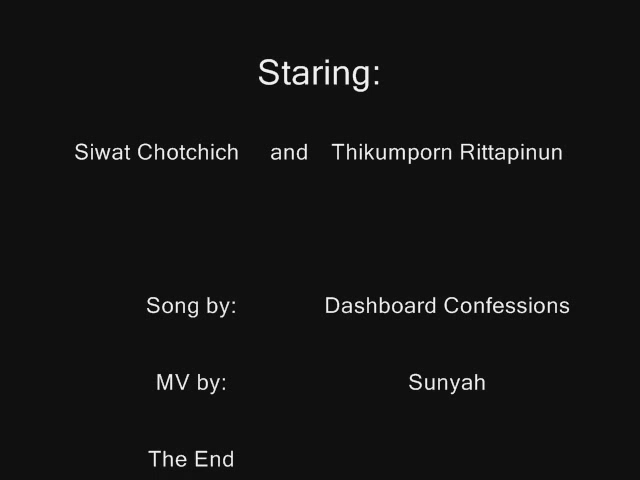 Staring:
Siwat Chotchich and Thikumporn Rittapinun
Song by: Dashboard Confessions
MV by: Sunyah
The End